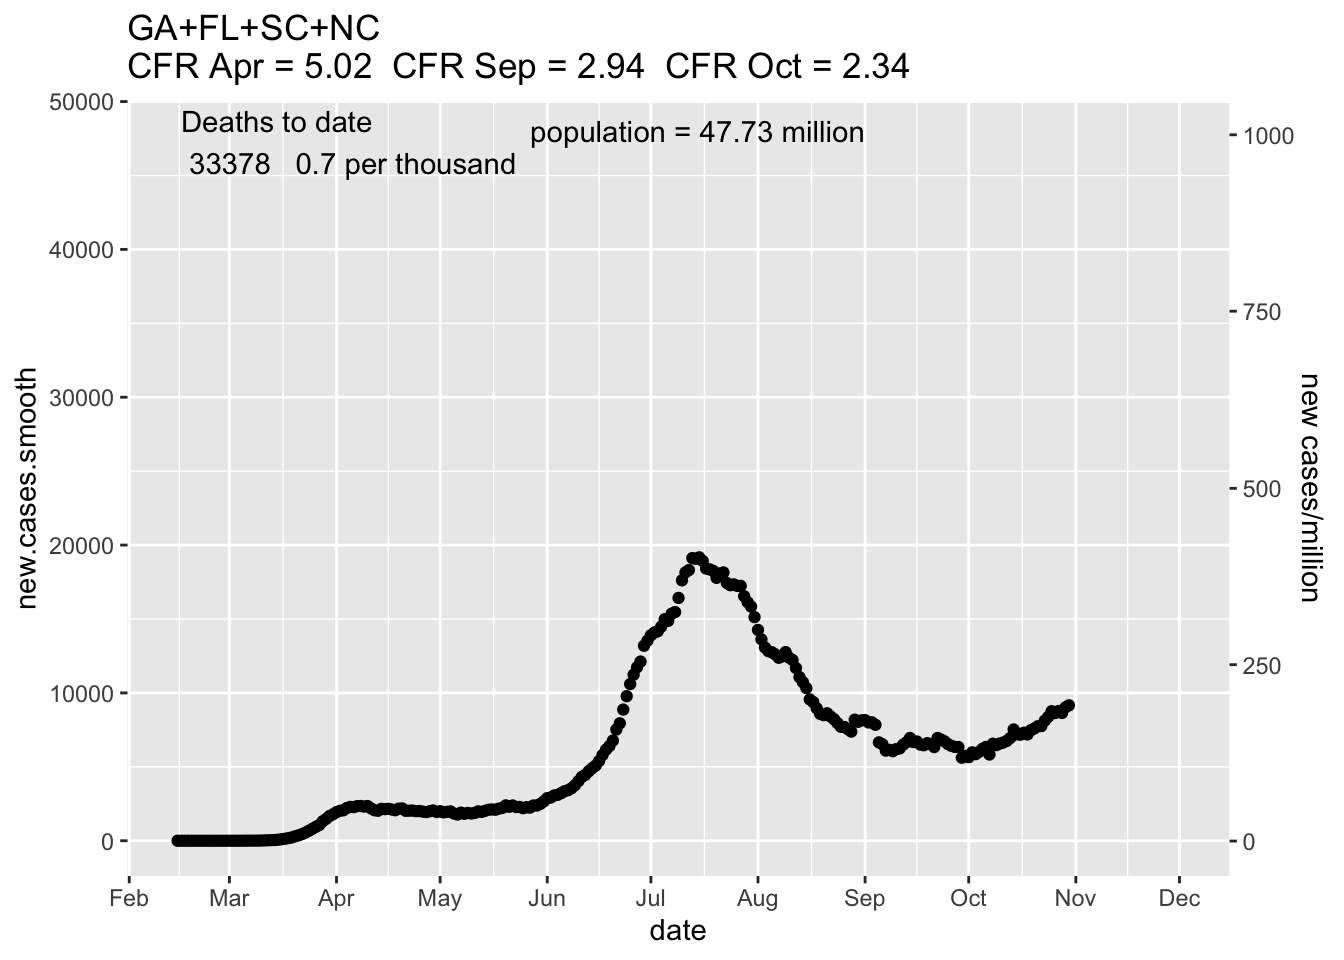 GA+FL+SC+NC
CFR Apr = 5.02  CFR Sep = 2.94  CFR Oct = 2.34
Deaths to date
33378   0.7 per thousand
population = 47.73 million
new.cases.smooth
50000
40000
30000
20000
10000
0
1000
750
500
250
0
new cases/million
Feb Mar Apr May Jun Jul Aug Sep Oct Nov Dec
date